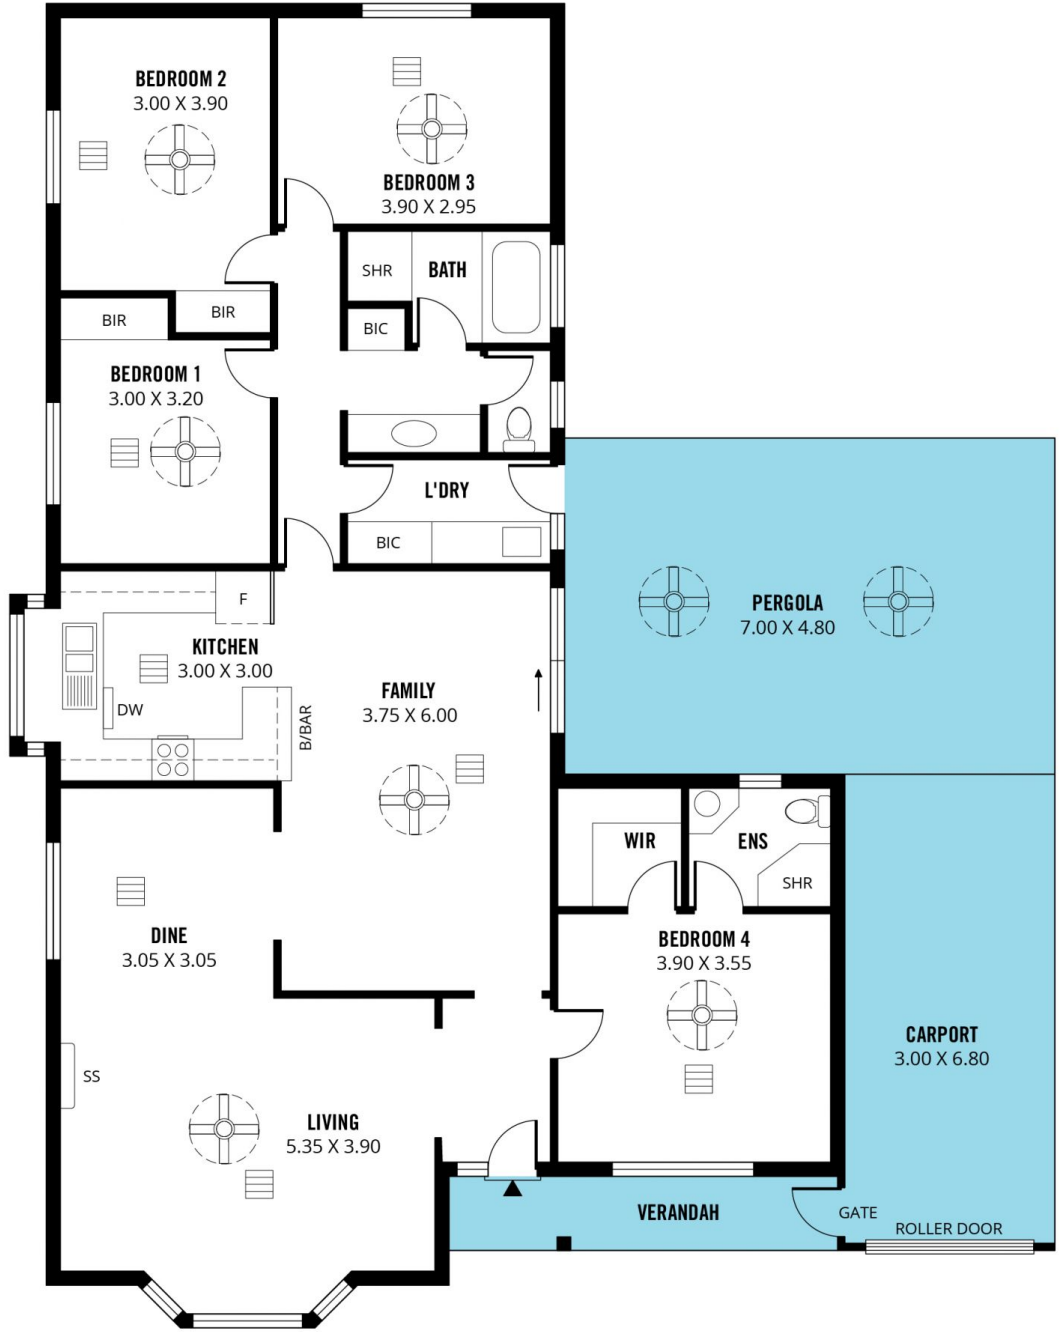 BEDROOM 2
3.00 X 3.90
BEDROOM 3
3.90 X 2.95
SHR
BATH
BIR
BIR
BIC
BEDROOM 1
3.00 X 3.20
L'DRY
BIC
F
KITCHEN
3.00 X 3.00
DW
B/BAR
FAMILY
3.75 X 6.00
PERGOLA
7.00 X 4.80
WIR
ENS
SHR
DINE
3.05 X 3.05
BEDROOM 4
3.90 X 3.55
CARPORT
3.00 X 6.80
SS
LIVING
5.35 X 3.90
VERANDAH
GATE
ROLLER DOOR